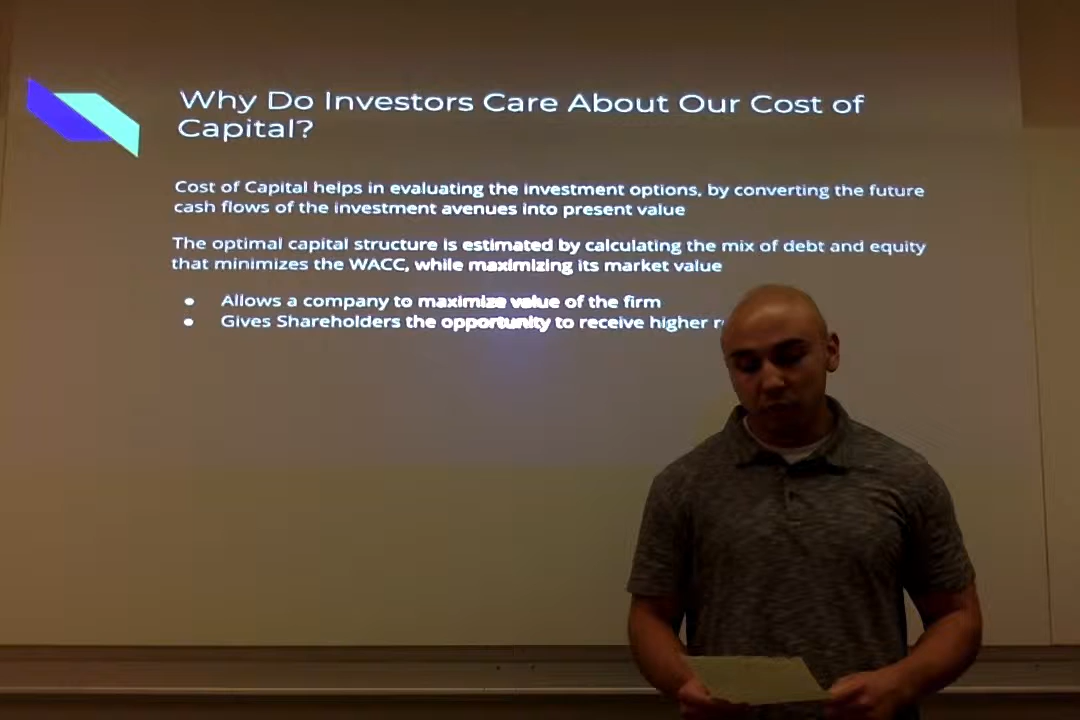 Why Do Investors Care About Our Cost of
Capital?
Cost of Capital helps in evaluating the investment options, by converting the future
cash flows of the investment avenues into present value
The optimal capital structure is estimated by calculating the mix of debt and equity
that minimizes the WACC, while maximizing its market value
• Allows a company to maximize value of the firm
• Gives Shareholders the opportunity to receive higher